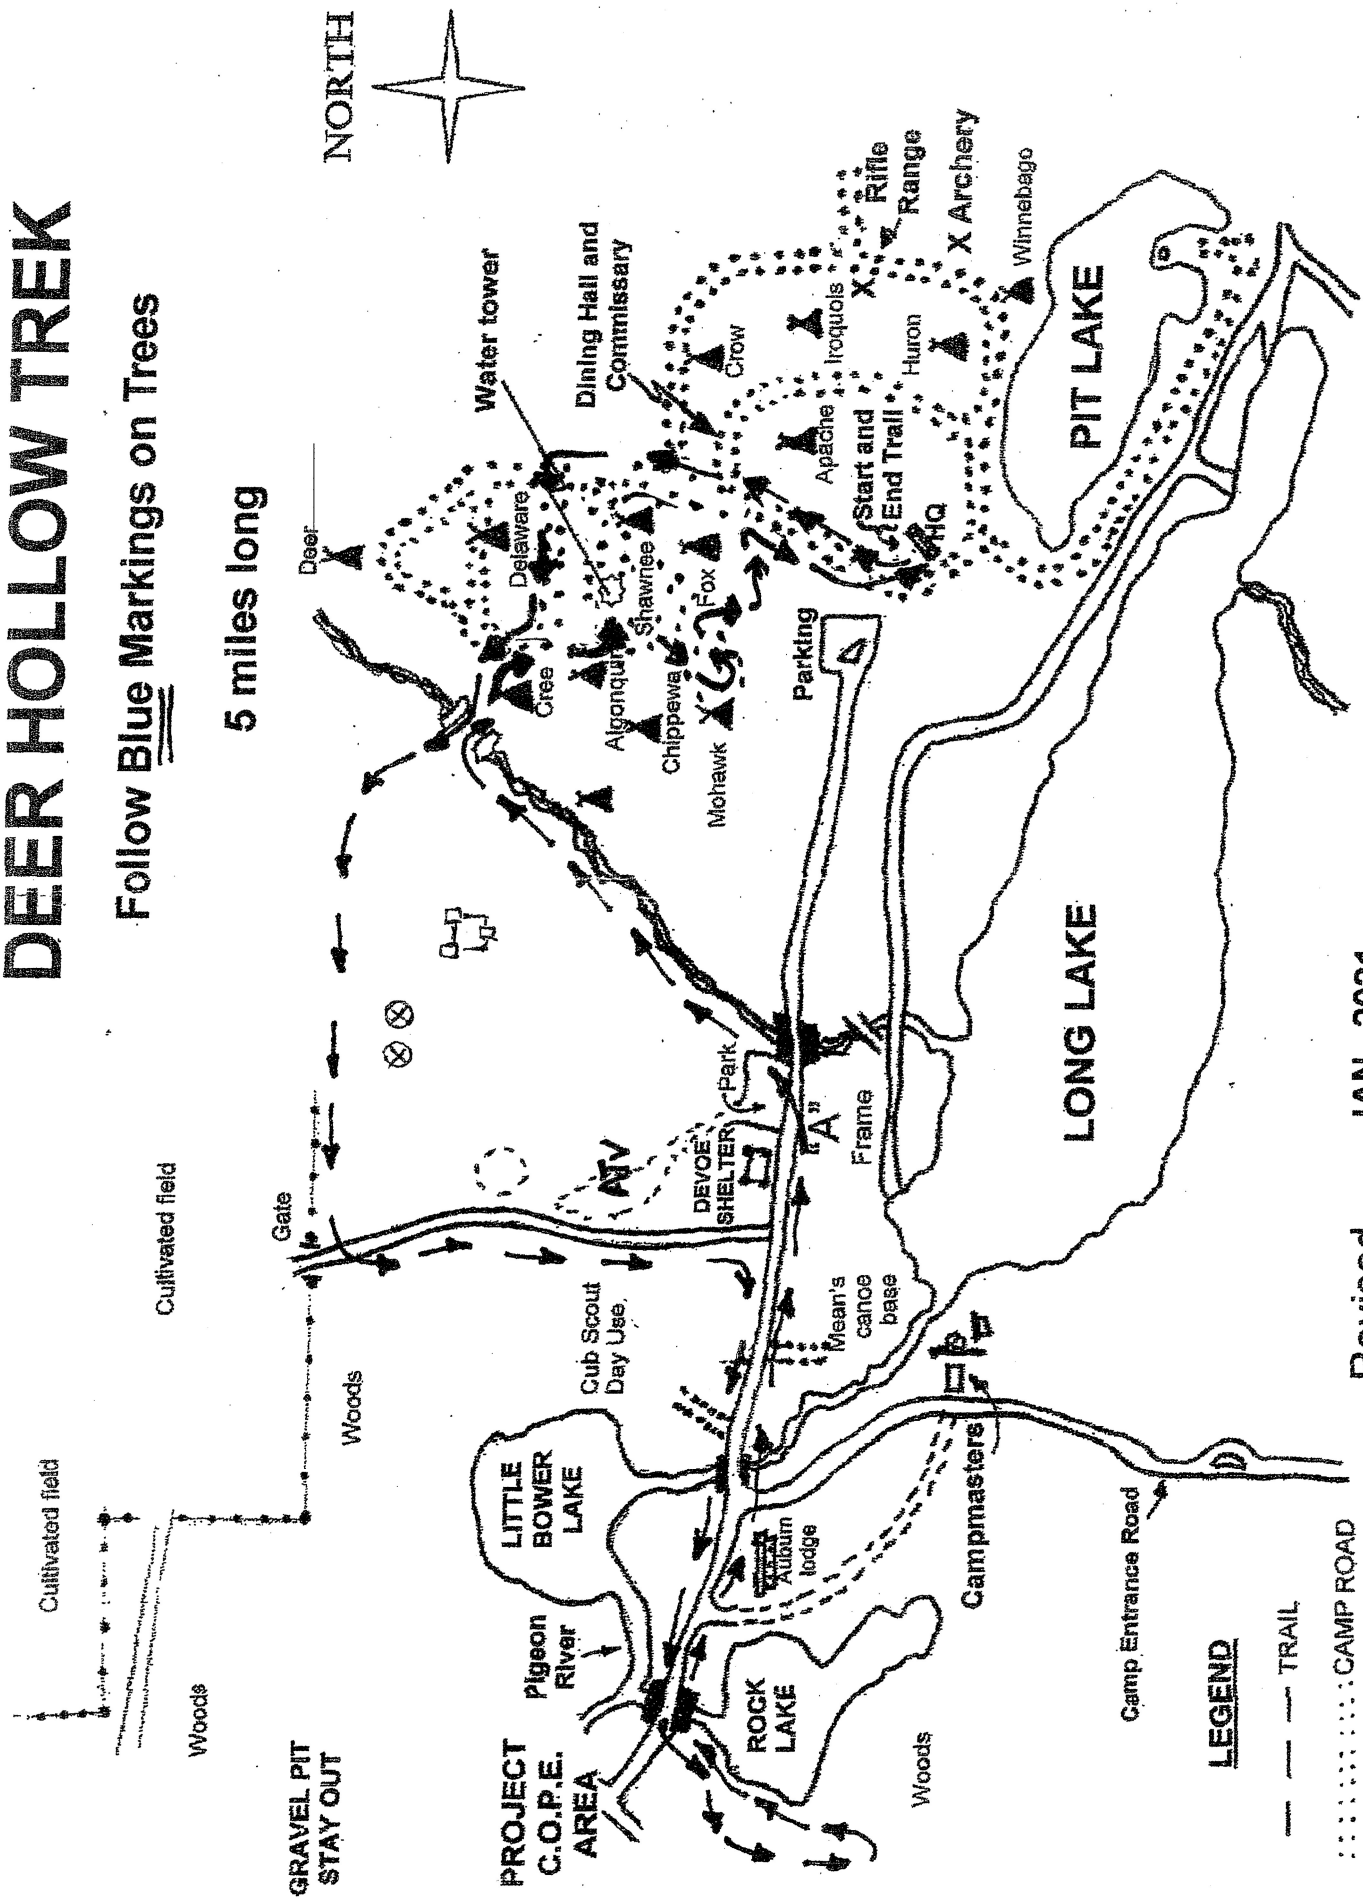 DEER HOLLOW TREK
Follow Blue Markings on Trees
5 miles long
NORTH
Cultivated field
Cultivated field
Gate
Woods
Woods
GRAVEL PIT
STAY OUT
Deer
Water tower
Dining Hall and
Commissary
Delaware
Cree
Algonquin
Shawnee
Chippewa
Fox
Mohawk
Crow
Iroquois
Apache
Huron
Rifle
Range
X
X Archery
Winnebago
Start and
End Trail
HQ
Parking
PIT LAKE
ATV
Park
DEVOE
SHELTER
"A"
Frame
Cub Scout
Day Use.
Mean's
canoe
base
LONG LAKE
LITTLE
BOWER
LAKE
Pigeon
River
PROJECT
C.O.P.E.
AREA
ROCK
LAKE
Auburn
lodge
Campmasters
Woods
Camp Entrance Road
LEGEND
TRAIL
CAMP ROAD
Revised JAN. 2021